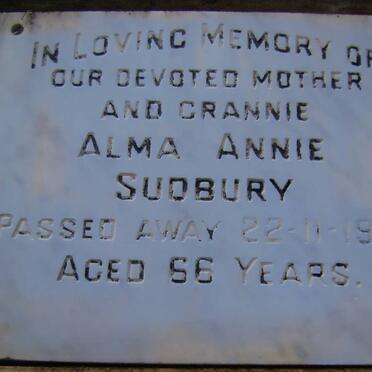 IN LOVING MEMORY OF
OUR DEVOTED MOTHER
AND GRANNIE
ALMA ANNIE
SUDBURY
PASSED AWAY 22-11-19
AGED 66 YEARS.